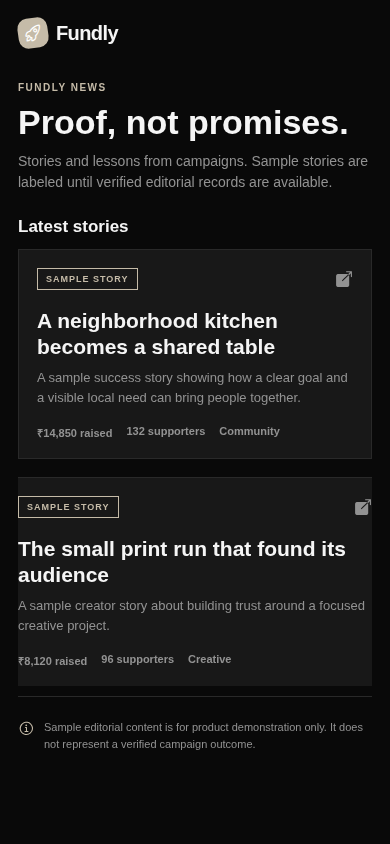 Fundly
FUNDLY NEWS
Proof, not promises.
Stories and lessons from campaigns. Sample stories are
labeled until verified editorial records are available.
Latest stories
SAMPLE STORY
A neighborhood kitchen
becomes a shared table
A sample success story showing how a clear goal and
a visible local need can bring people together.
₹14,850 raised 132 supporters Community
SAMPLE STORY
The small print run that found its
audience
A sample creator story about building trust around a focused
creative project.
₹8,120 raised 96 supporters Creative
Sample editorial content is for product demonstration only. It does
not represent a verified campaign outcome.